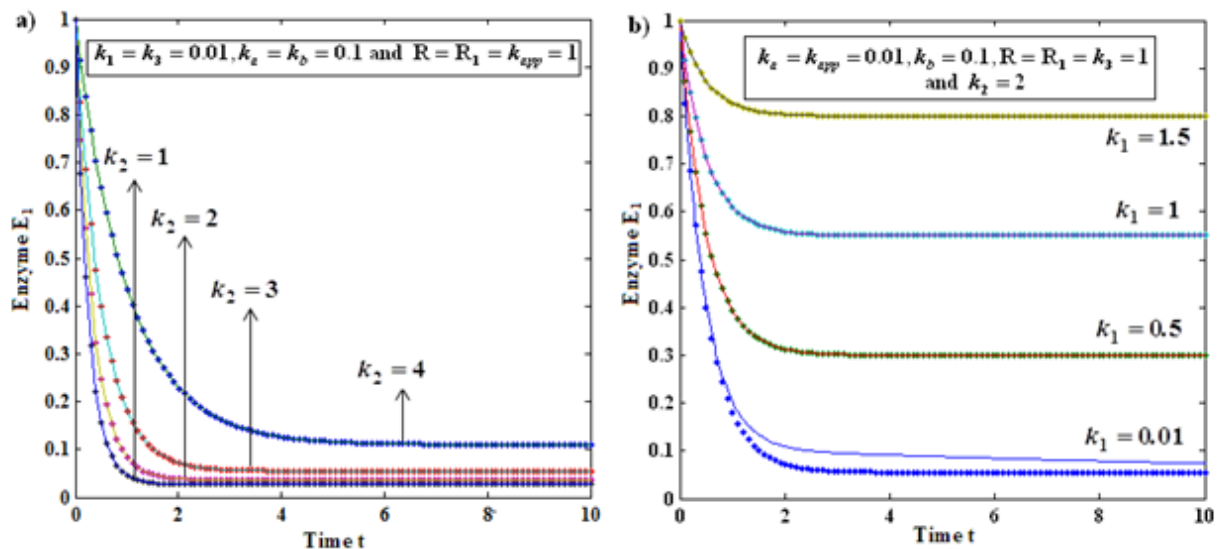 a)
k₁ = k₃ = 0.01, kₐ = k_b = 0.1 and R = R₁ = k_app = 1
1
0.9
0.8
0.7
0.6
0.5
0.4
0.3
0.2
0.1
0
Enzyme E₁
k₂ = 1
k₂ = 2
k₂ = 3
k₂ = 4
0 2 4 6 8 10
Time t
b)
kₐ = k_app = 0.01, k_b = 0.1, R = R₁ = k₃ = 1
and k₂ = 2
1
0.9
0.8
0.7
0.6
0.5
0.4
0.3
0.2
0.1
0
Enzyme E₁
k₁ = 1.5
k₁ = 1
k₁ = 0.5
k₁ = 0.01
0 2 4 6 8 10
Time t